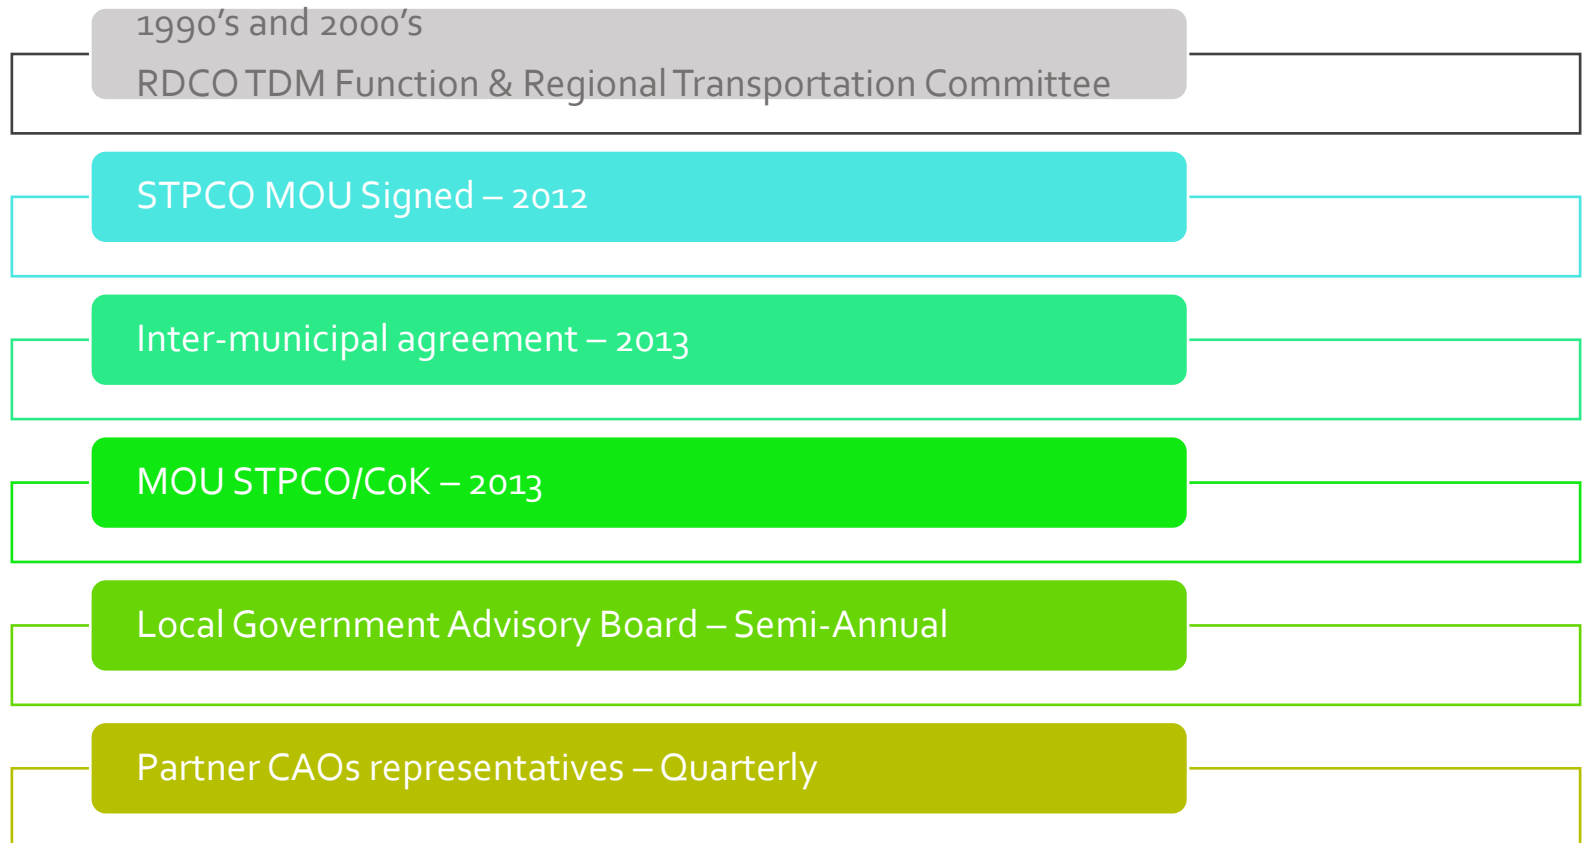 1990’s and 2000’s
RDCO TDM Function & Regional Transportation Committee
STPCO MOU Signed – 2012
Inter-municipal agreement – 2013
MOU STPCO/CoK – 2013
Local Government Advisory Board – Semi-Annual
Partner CAOs representatives – Quarterly